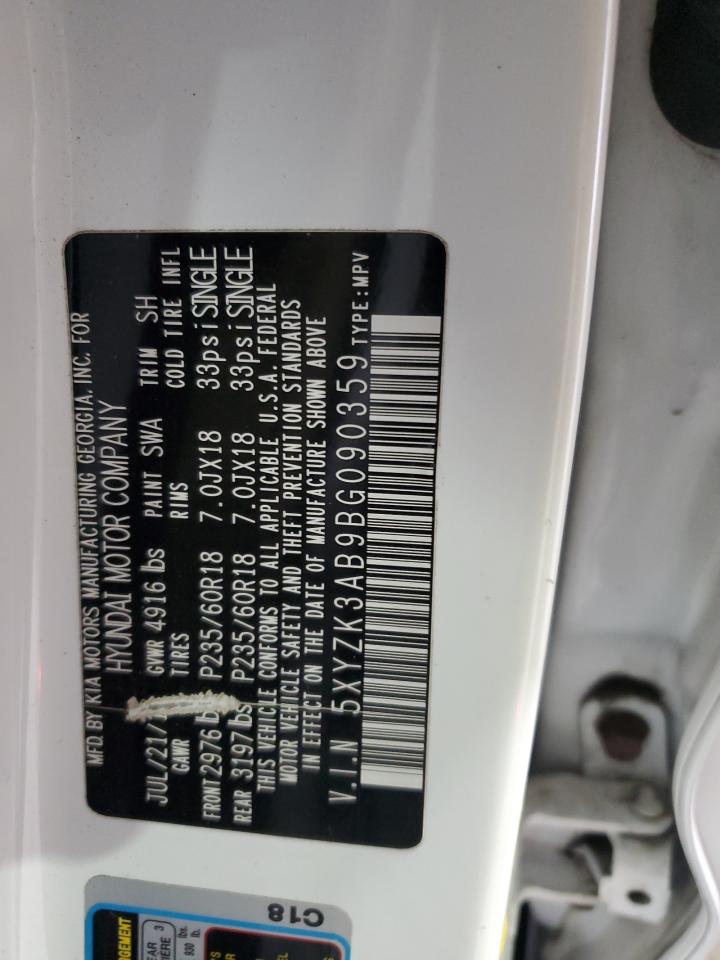 MFD BY KIA MOTORS MANUFACTURING GEORGIA, INC. FOR
HYUNDAI MOTOR COMPANY
JUL/21/ GVWR 4916 lbs PAINT SWA TRIM SH
GAWR TIRES RIMS COLD TIRE INFL
FRONT 2976 P235/60R18 7.0JX18 33psi SINGLE
REAR 3197 lbs P235/60R18 7.0JX18 33psi SINGLE
THIS VEHICLE CONFORMS TO ALL APPLICABLE U.S.A. FEDERAL
MOTOR VEHICLE SAFETY AND THEFT PREVENTION STANDARDS
IN EFFECT ON THE DATE OF MANUFACTURE SHOWN ABOVE
V.I.N 5XYZK3AB9BG090359 TYPE:MPV
C18
3
lbs.
930 lb.